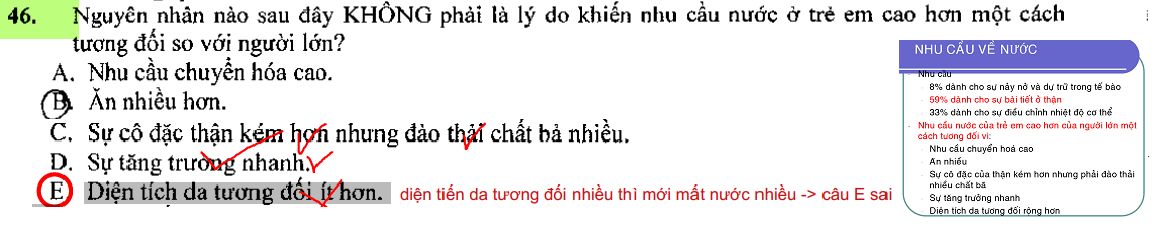 46. Nguyên nhân nào sau đây KHÔNG phải là lý do khiến nhu cầu nước ở trẻ em cao hơn một cách
tương đối so với người lớn?
A. Nhu cầu chuyển hóa cao.
B. Ăn nhiều hơn.
C. Sự cô đặc thận kém hơn nhưng đào thải chất bả nhiều.
D. Sự tăng trưởng nhanh.
E Diện tích da tương đối ít hơn. diện tiến da tương đối nhiều thì mới mất nước nhiều -> câu E sai
NHU CẦU VỀ NƯỚC
Nhu cầu
8% dành cho sự nảy nở và dự trữ trong tế bào
59% dành cho sự bài tiết ở thận
33% dành cho sự điều chỉnh nhiệt độ cơ thể
Nhu cầu nước của trẻ em cao hơn của người lớn một
cách tương đối vì:
Nhu cầu chuyển hoá cao
Ăn nhiều
Sự cô đặc của thận kém hơn nhưng phải đào thải
nhiều chất bã
Sự tăng trưởng nhanh
Diện tích da tương đối rộng hơn